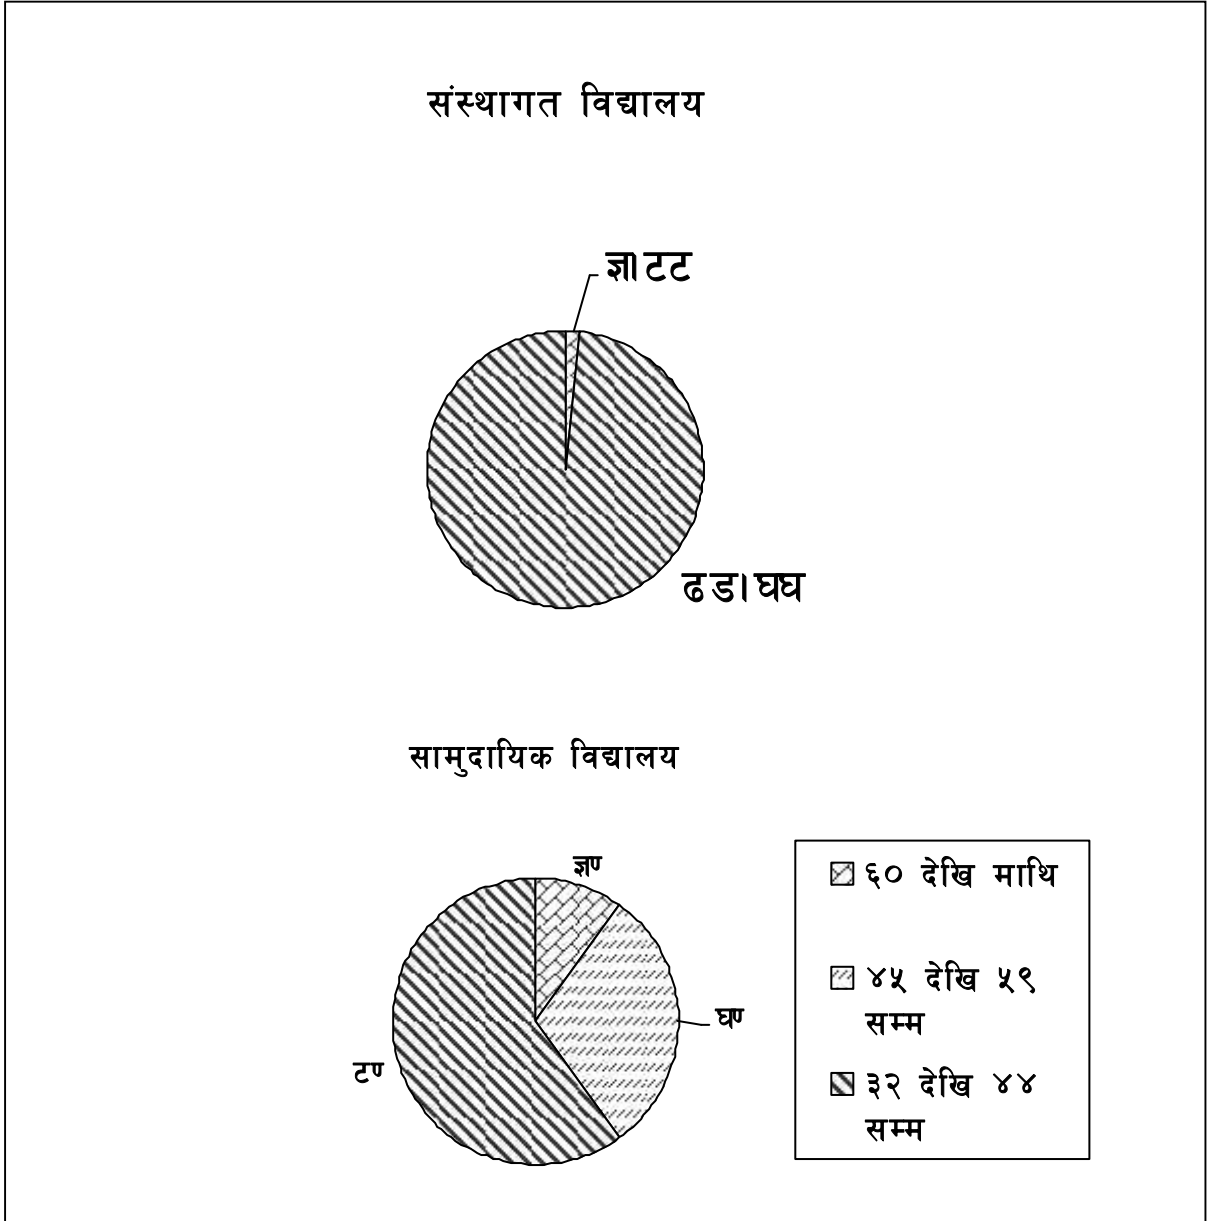 संस्थागत विद्यालय
ज्ञ।टट
ढड।घघ
सामुदायिक विद्यालय
ज्ञण्
घण्
टण्
६० देखि माथि
४५ देखि ५९
सम्म
३२ देखि ४४
सम्म